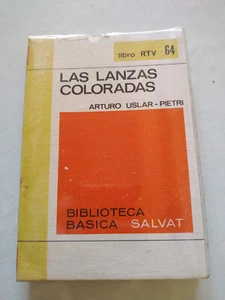 libro RTV 64
LAS LANZAS
COLORADAS
ARTURO USLAR-PIETRI
BIBLIOTECA
BASICA SALVAT